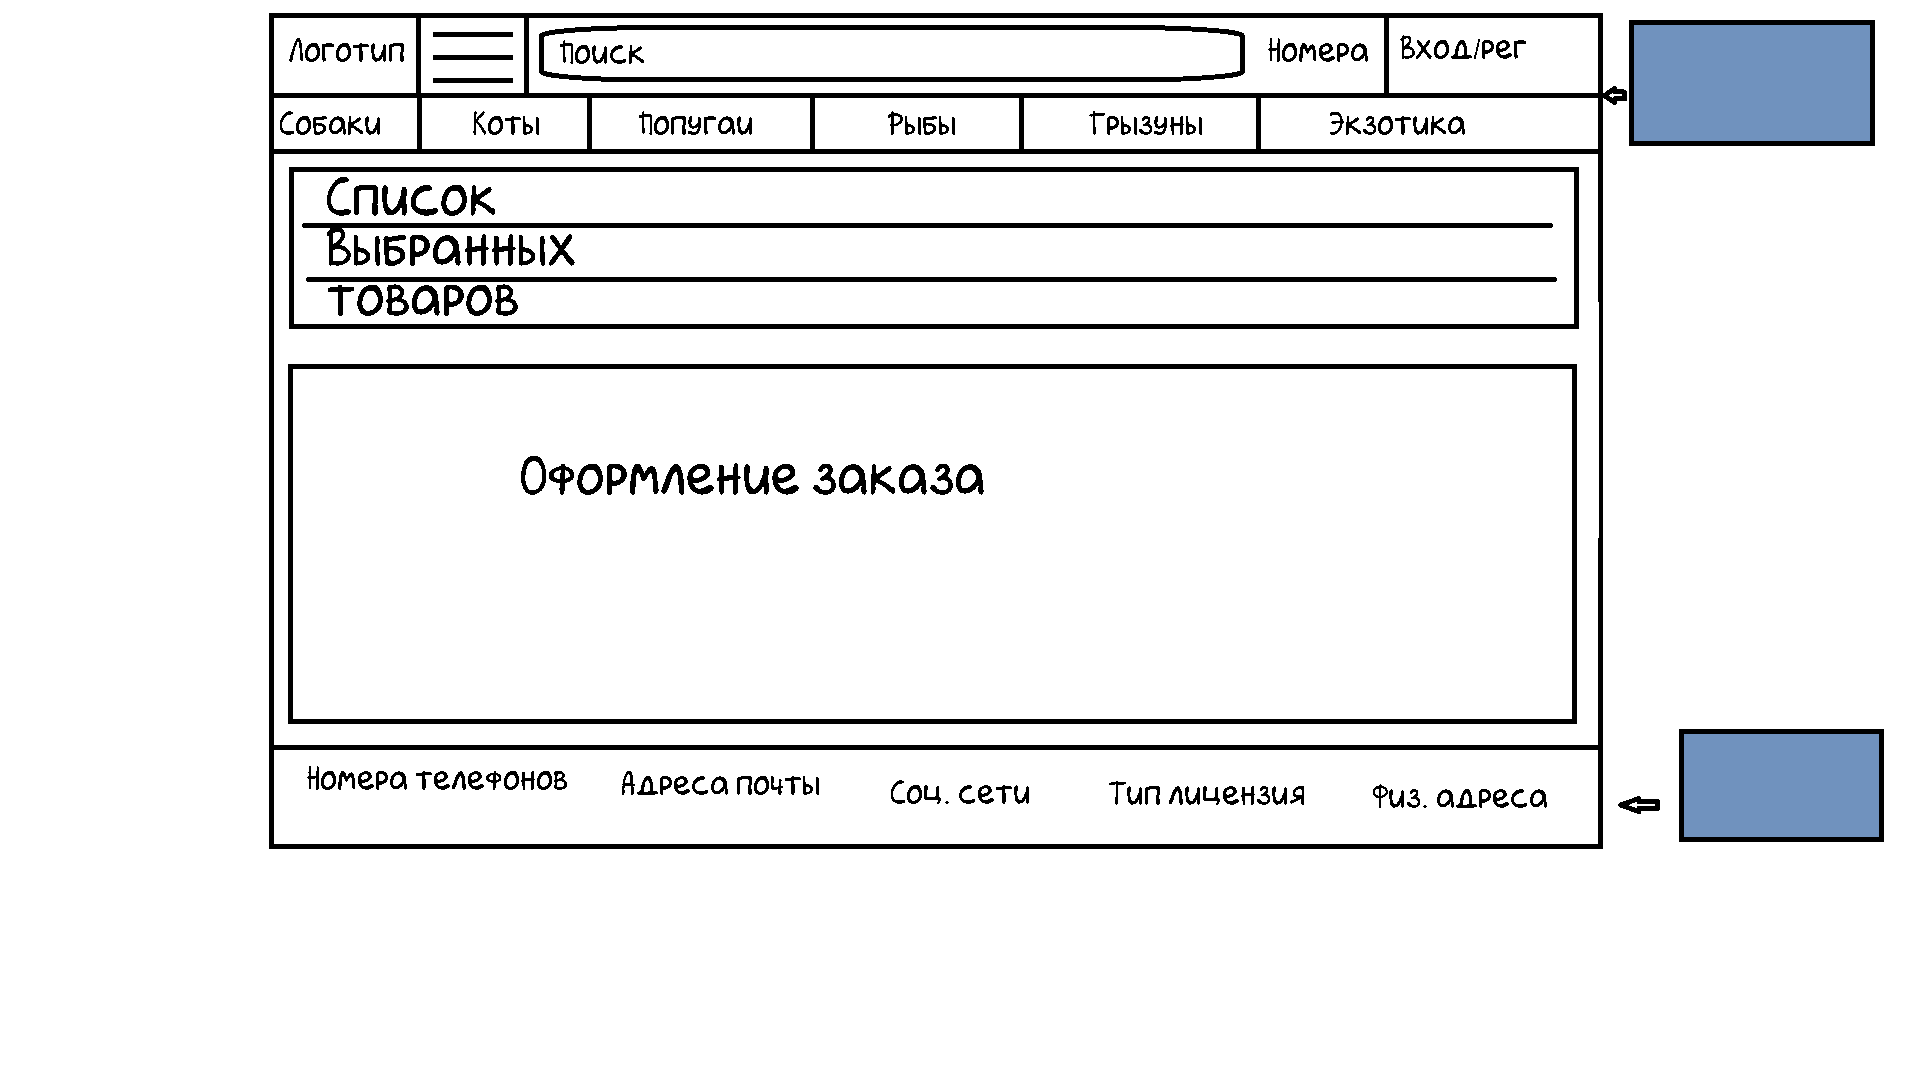 Логотип
Поиск
Номера
Вход/рег
Собаки
Коты
Попугаи
Рыбы
Грызуны
Экзотика
Список
Выбранных
товаров
Оформление заказа
Номера телефонов
Адреса почты
Соц. сети
Тип лицензия
Физ. адреса